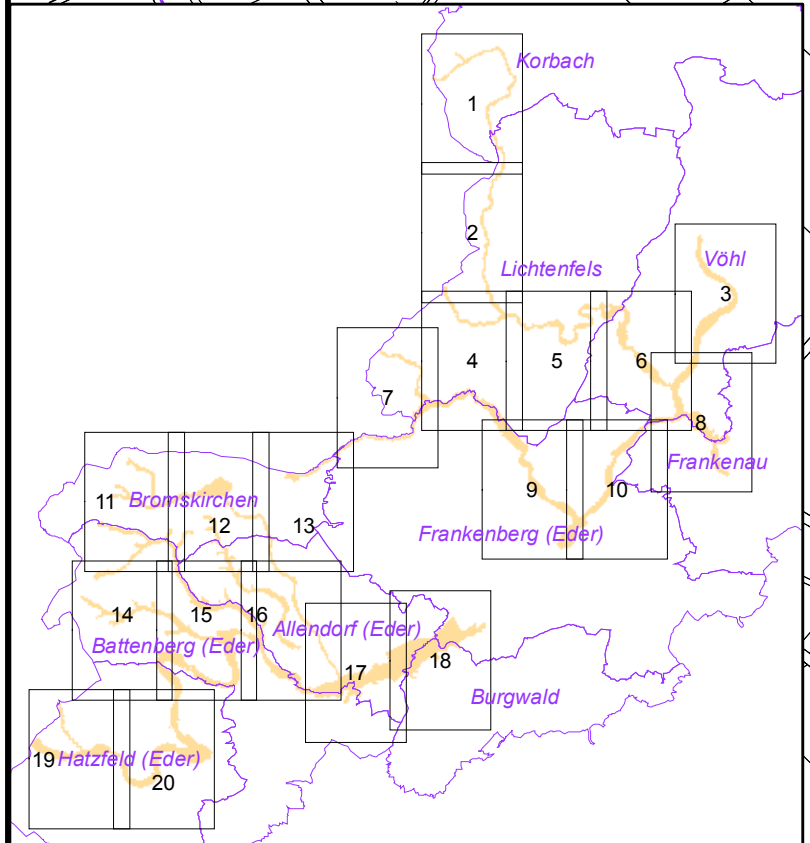 Korbach
1
2
Lichtenfels
Vöhl
3
4
5
6
7
8
Frankenau
9
10
Frankenberg (Eder)
11
Bromskirchen
12
13
14
15
16
Allendorf (Eder)
Battenberg (Eder)
17
18
Burgwald
19
Hatzfeld (Eder)
20